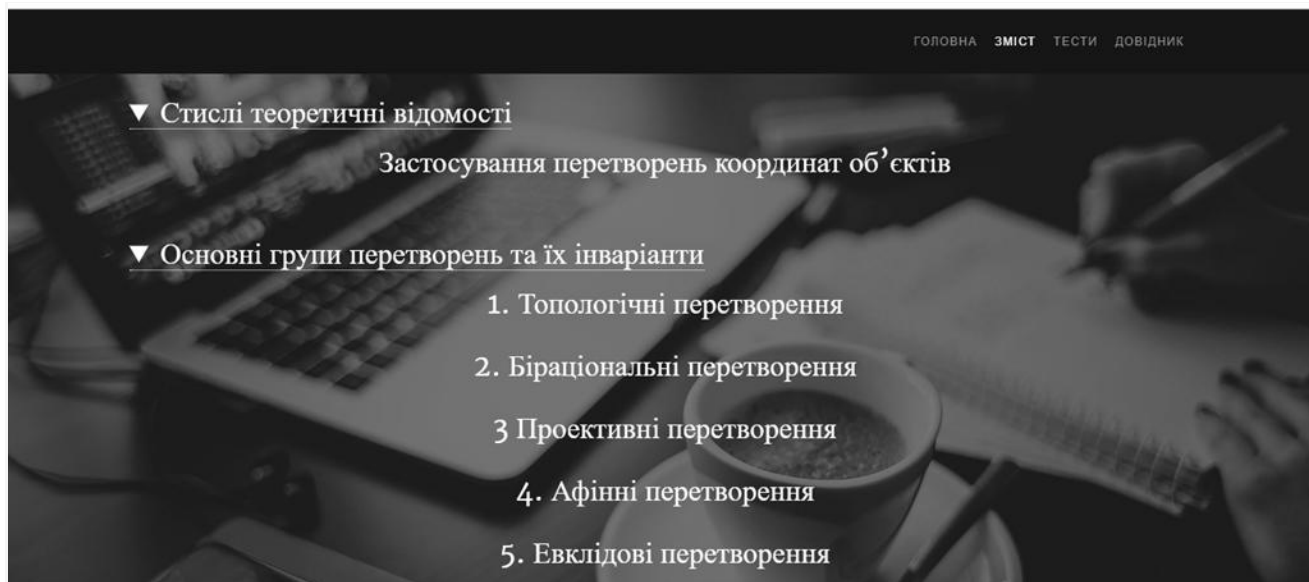 ГОЛОВНА ЗМІСТ ТЕСТИ ДОВІДНИК
▼ Стислі теоретичні відомості
Застосування перетворень координат об’єктів
▼ Основні групи перетворень та їх інваріанти
1. Топологічні перетворення
2. Біраціональні перетворення
3 Проективні перетворення
4. Афінні перетворення
5. Евклідові перетворення